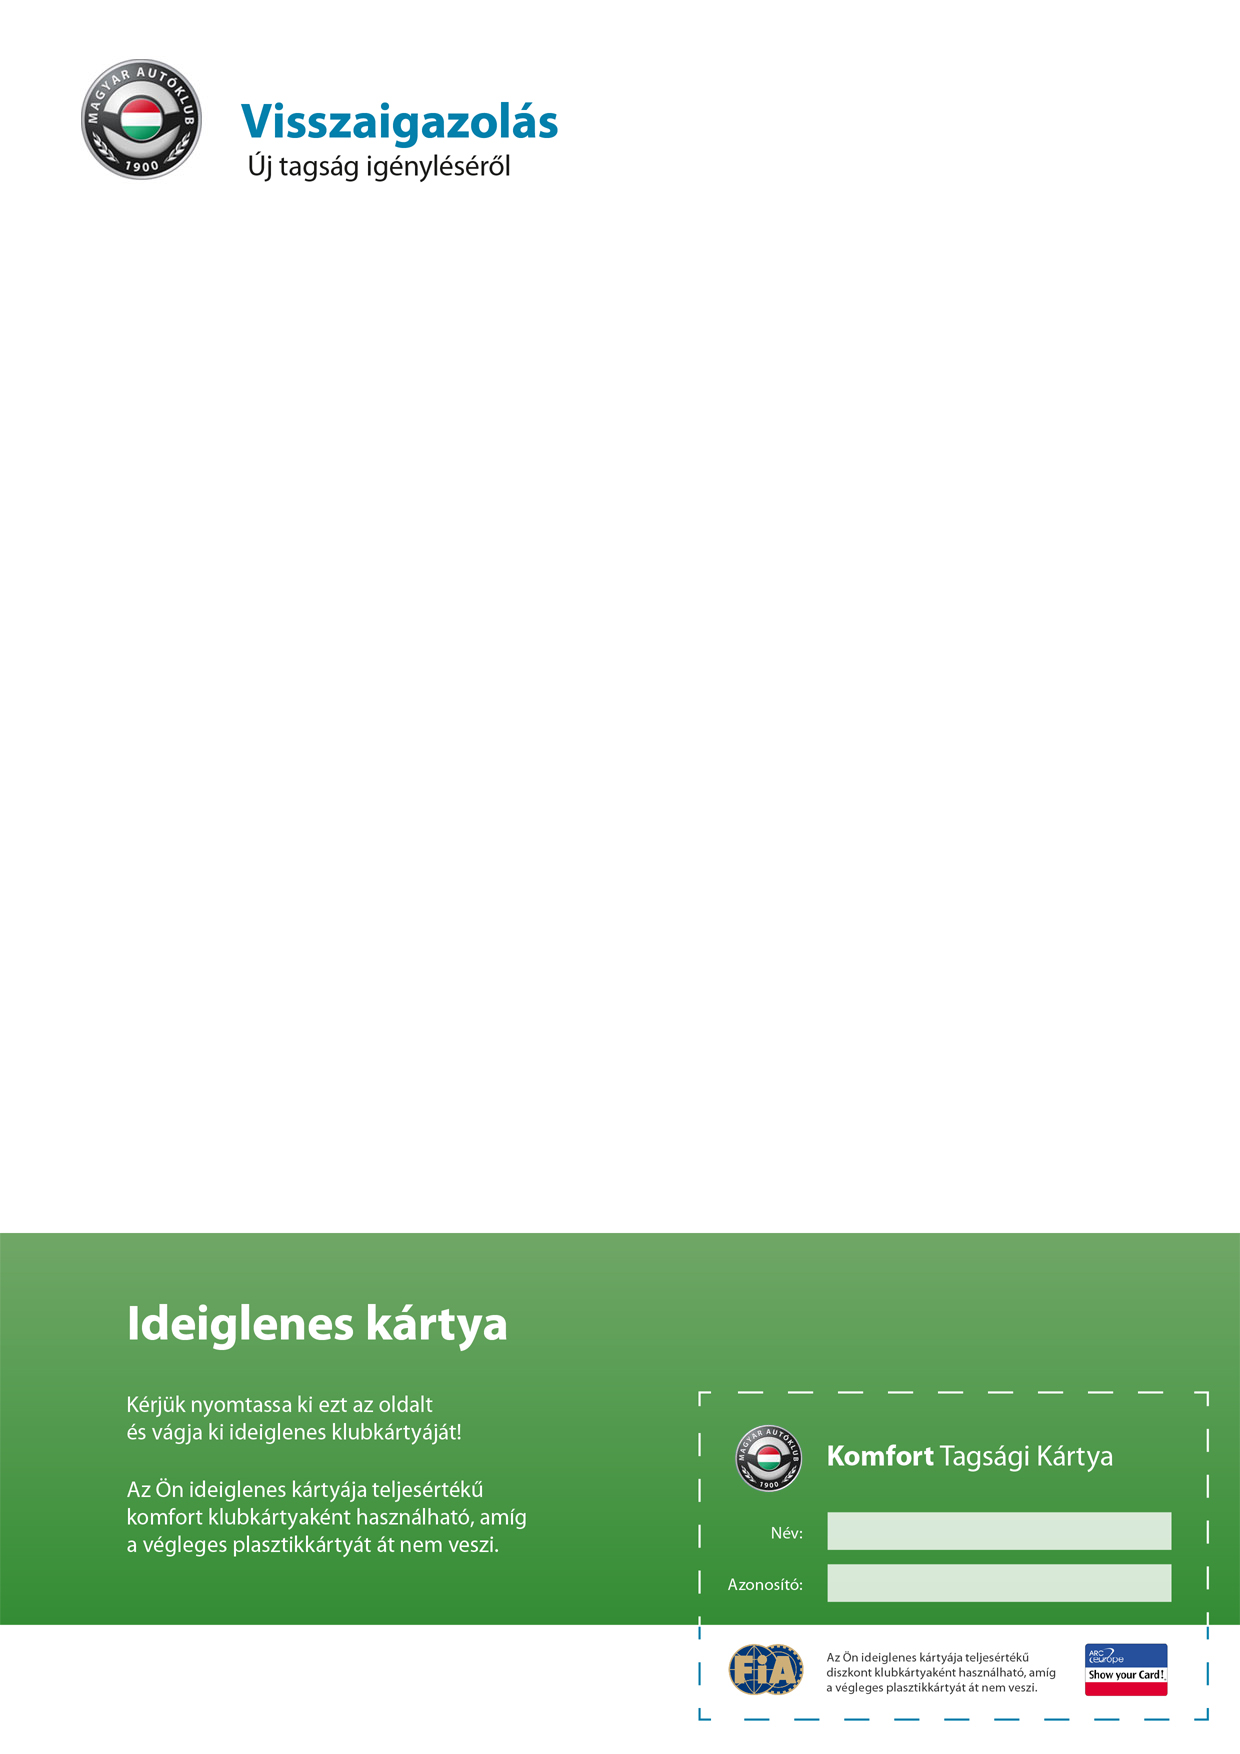 MAGYAR AUTÓKLUB
1900
Visszaigazolás
Új tagság igényléséről
Ideiglenes kártya
Kérjük nyomtassa ki ezt az oldalt
és vágja ki ideiglenes klubkártyáját!
Az Ön ideiglenes kártyája teljesértékű
komfort klubkártyaként használható, amíg
a végleges plasztikkártyát át nem veszi.
MAGYAR AUTÓKLUB
1900
Komfort Tagsági Kártya
Név:
Azonosító:
FiA
Az Ön ideiglenes kártyája teljesértékű
diszkont klubkártyaként használható, amíg
a végleges plasztikkártyát át nem veszi.
ARC
europe
Show your Card!